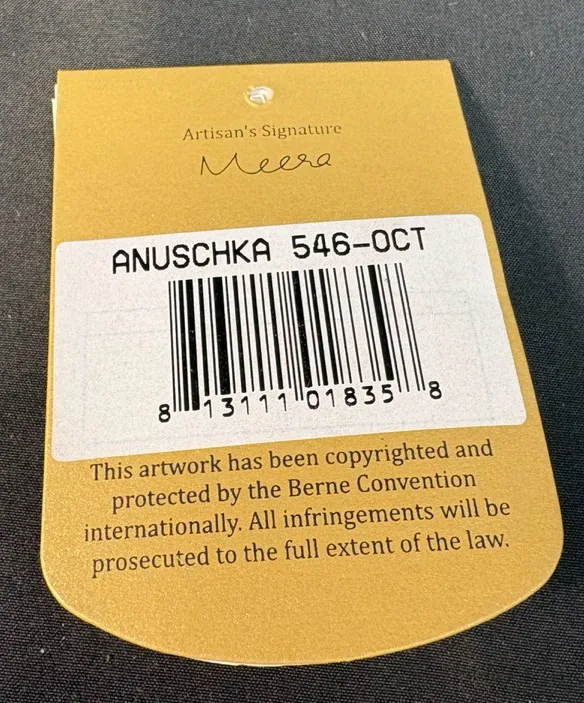 Artisan's Signature
Meera
ANUSCHKA 546-OCT
8 13111 01835 8
This artwork has been copyrighted and
protected by the Berne Convention
internationally. All infringements will be
prosecuted to the full extent of the law.